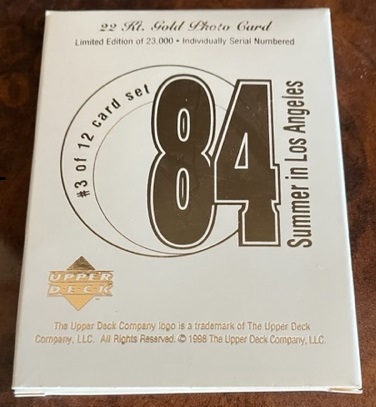 22 Kt. Gold Photo Card
Limited Edition of 23,000 • Individually Serial Numbered
#3 of 12 card set
84
Summer in Los Angeles
UPPER
DECK
The Upper Deck Company logo is a trademark of The Upper Deck
Company, LLC. All Rights Reserved. © 1998 The Upper Deck Company, LLC.